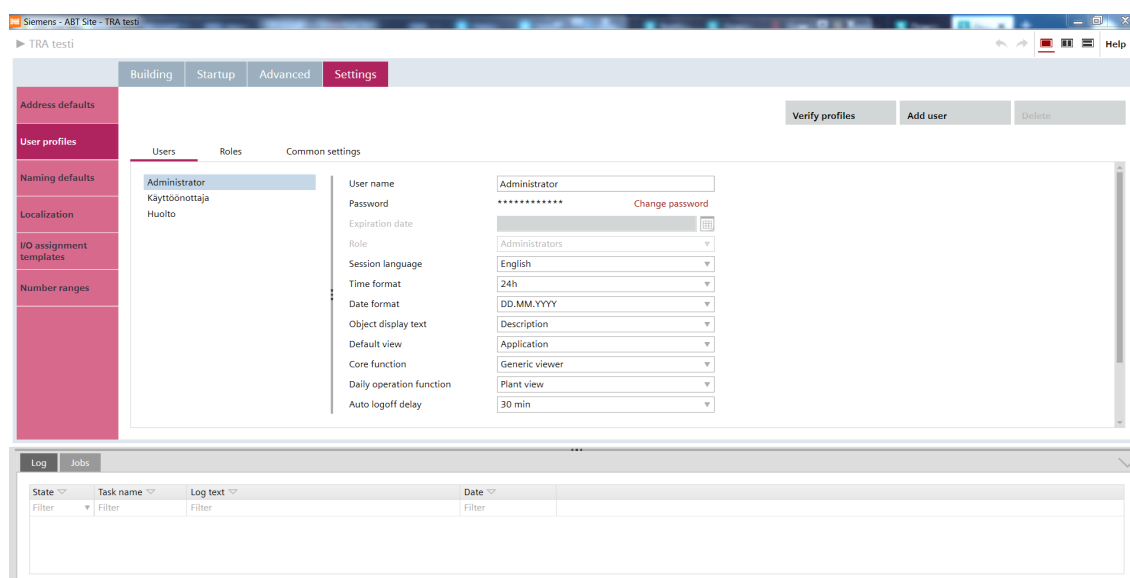 Siemens - ABT Site - TRA testi
TRA testi
Help
Building Startup Advanced Settings
Address defaults
User profiles
Naming defaults
Localization
I/O assignment
templates
Number ranges
Verify profiles Add user Delete
Users Roles Common settings
Administrator
Käyttöönottaja
Huolto
User name Administrator
Password ************ Change password
Expiration date
Role Administrators
Session language English
Time format 24h
Date format DD.MM.YYYY
Object display text Description
Default view Application
Core function Generic viewer
Daily operation function Plant view
Auto logoff delay 30 min
Log Jobs
State Task name Log text Date
Filter Filter Filter Filter